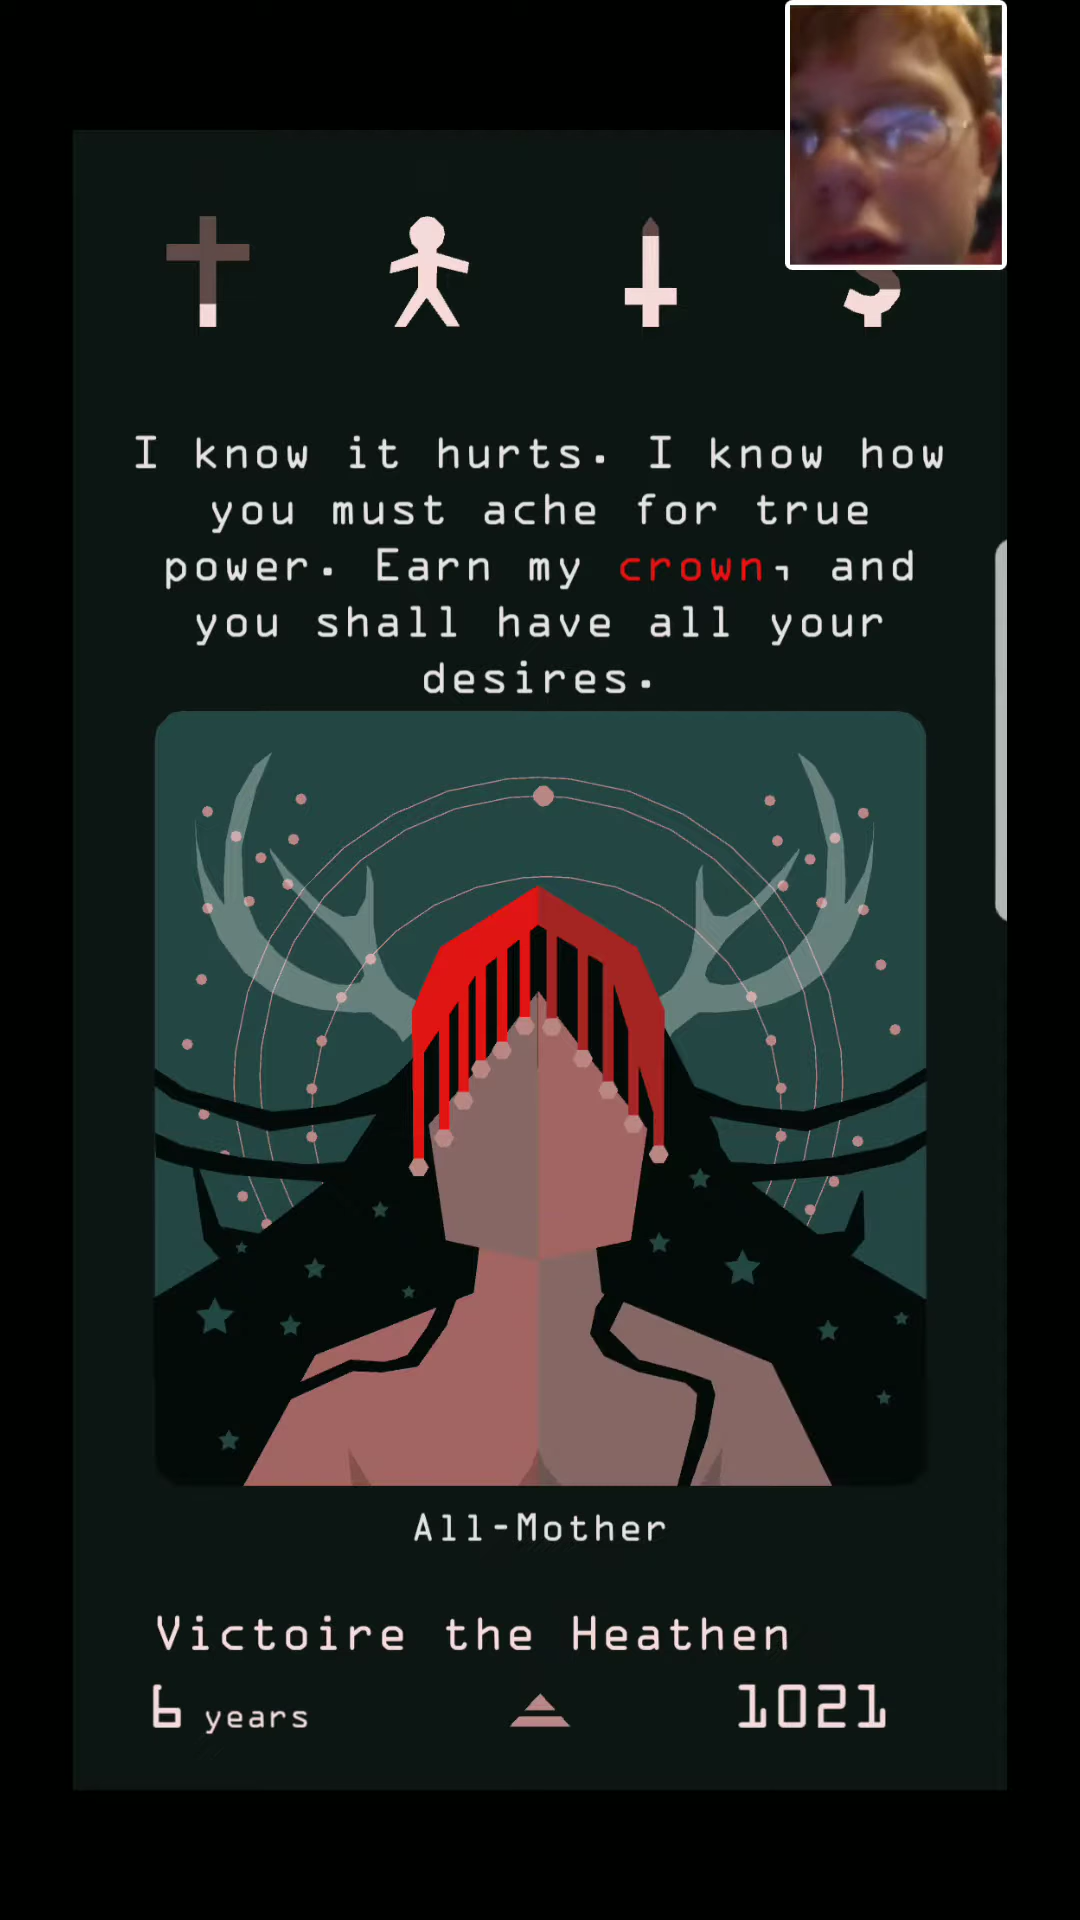 I know it hurts. I know how
you must ache for true
power. Earn my crown, and
you shall have all your
desires.
All-Mother
Victoire the Heathen
6 years
1021